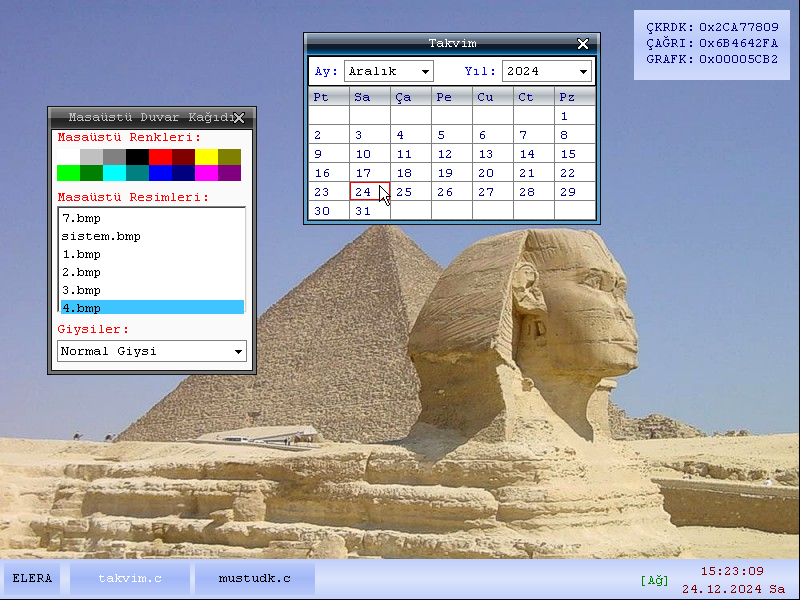 ÇKRDK: 0x2CA77809
ÇAĞRI: 0x6B4642FA
GRAFK: 0x00005CB2
Takvim
Ay: Aralık Yıl: 2024
Pt Sa Ça Pe Cu Ct Pz
1
2 3 4 5 6 7 8
9 10 11 12 13 14 15
16 17 18 19 20 21 22
23 24 25 26 27 28 29
30 31
Masaüstü Duvar Kağıdı
Masaüstü Renkleri:
Masaüstü Resimleri:
7.bmp
sistem.bmp
1.bmp
2.bmp
3.bmp
4.bmp
Giysiler:
Normal Giysi
ELERA takvim.c mustudk.c [Ağ] 15:23:09
24.12.2024 Sa